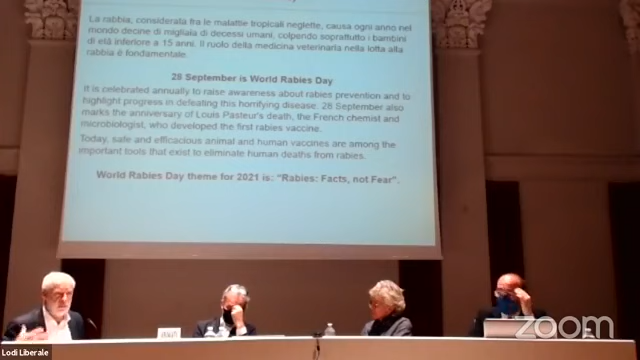 La rabbia, considerata fra le malattie tropicali neglette, causa ogni anno nel
mondo decine di migliaia di decessi umani, colpendo soprattutto i bambini
di età inferiore a 15 anni. Il ruolo della medicina veterinaria nella lotta alla
rabbia è fondamentale.
28 September is World Rabies Day
It is celebrated annually to raise awareness about rabies prevention and to
highlight progress in defeating this horrifying disease. 28 September also
marks the anniversary of Louis Pasteur's death, the French chemist and
microbiologist, who developed the first rabies vaccine.
Today, safe and efficacious animal and human vaccines are among the
important tools that exist to eliminate human deaths from rabies.
World Rabies Day theme for 2021 is: "Rabies: Facts, not Fear".
Lodi Liberale
zoom